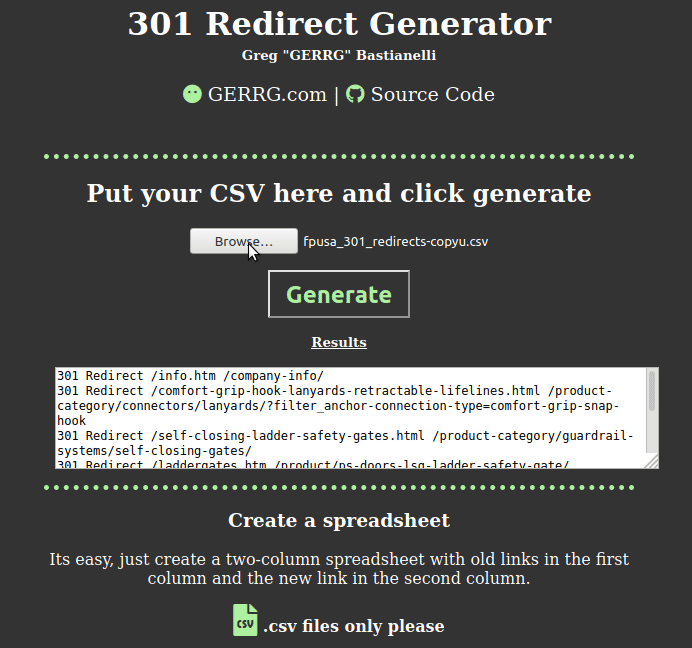 301 Redirect Generator
Greg "GERRG" Bastianelli
GERRG.com | Source Code
Put your CSV here and click generate
Browse... fpusa_301_redirects-copyu.csv
Generate
Results
301 Redirect /info.htm /company-info/
301 Redirect /comfort-grip-hook-lanyards-retractable-lifelines.html /product-
category/connectors/lanyards/?filter_anchor-connection-type=comfort-grip-snap-
hook
301 Redirect /self-closing-ladder-safety-gates.html /product-category/guardrail-
systems/self-closing-gates/
301 Redirect /laddergates.htm /product/ps-doors-lsg-ladder-safety-gate/
Create a spreadsheet
Its easy, just create a two-column spreadsheet with old links in the first
column and the new link in the second column.
CSV .csv files only please